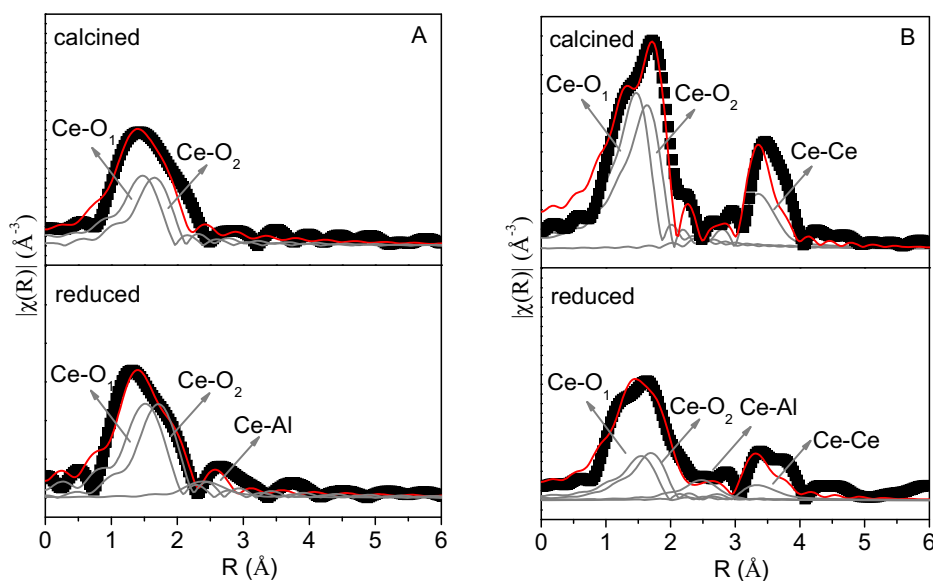 calcined
A
Ce-O₁
Ce-O₂
reduced
Ce-O₁
Ce-O₂
Ce-Al
|χ(R)| (Å⁻³)
0 1 2 3 4 5 6
R (Å)
calcined
B
Ce-O₁
Ce-O₂
Ce-Ce
reduced
Ce-O₁
Ce-O₂
Ce-Al
Ce-Ce
|χ(R)| (Å⁻³)
0 1 2 3 4 5 6
R (Å)